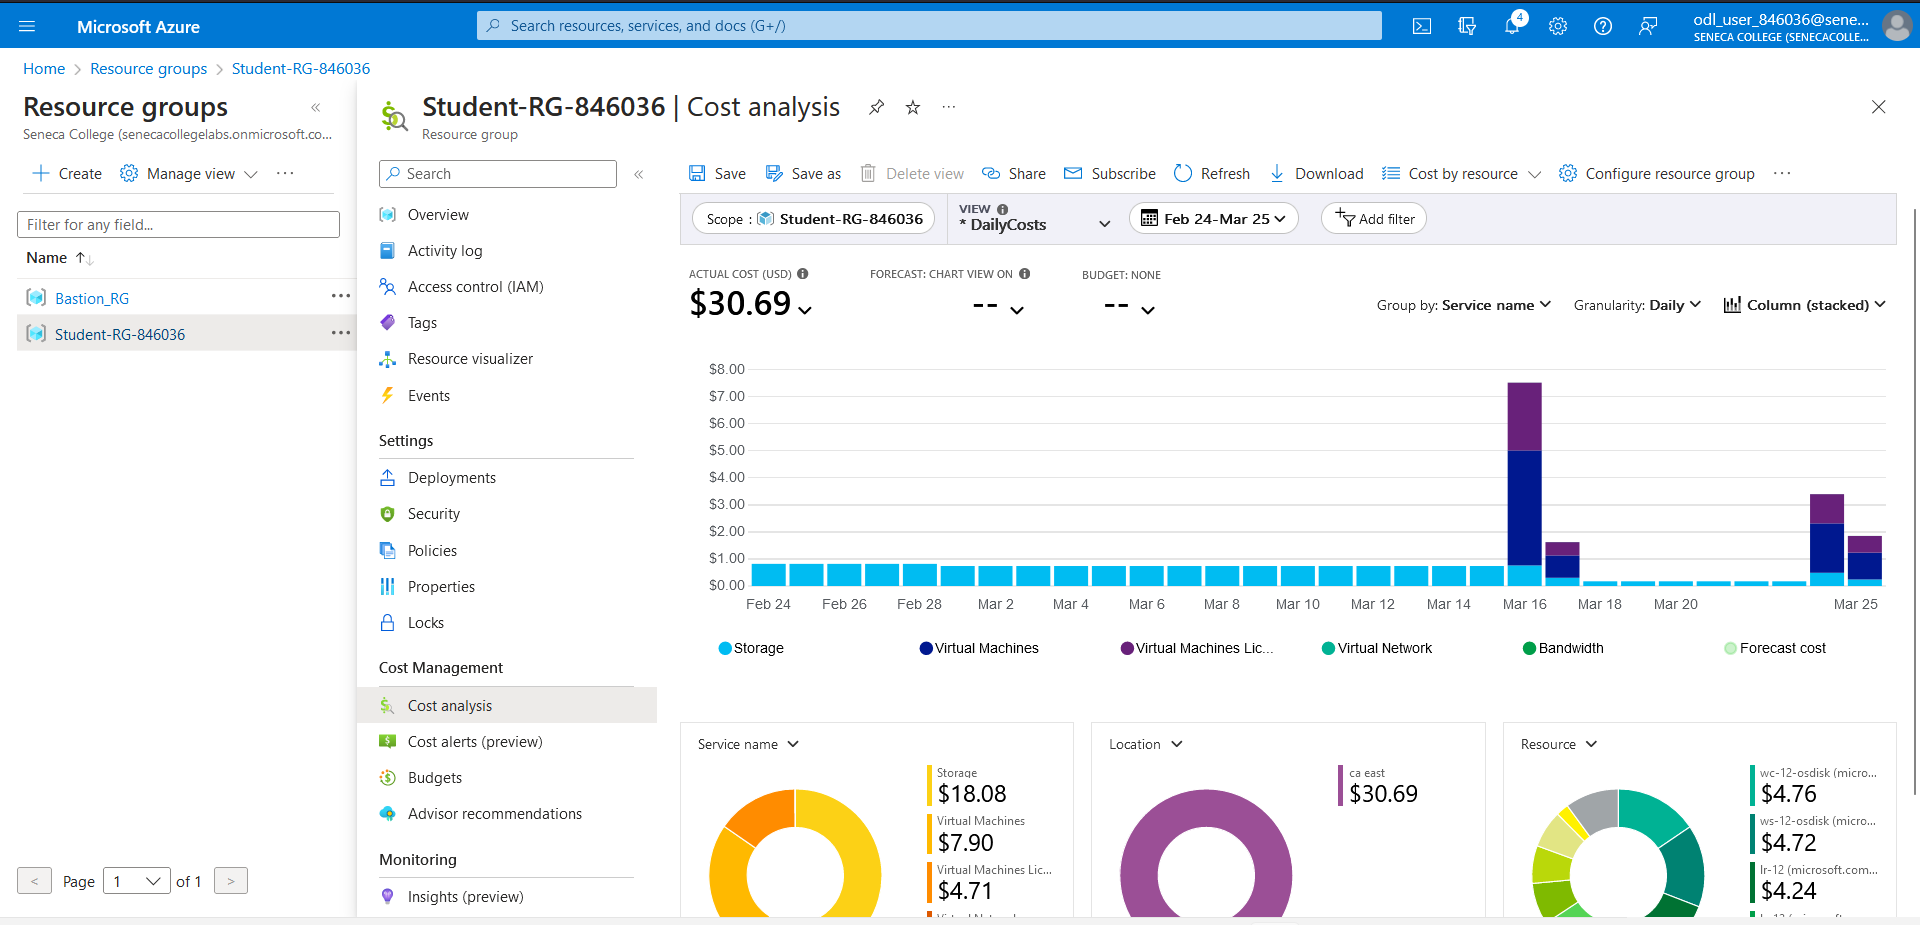 Microsoft Azure
Search resources, services, and docs (G+/)
4
odl_user_846036@sene...
SENECA COLLEGE (SENECACOLLE...
Home > Resource groups > Student-RG-846036
Resource groups
«
Seneca College (senecacollegelabs.onmicrosoft.co...
Create
Manage view
...
Filter for any field...
Name
Bastion_RG
...
Student-RG-846036
...
< Page 1 of 1 >
Student-RG-846036 | Cost analysis
...
Resource group
Search
«
Overview
Activity log
Access control (IAM)
Tags
Resource visualizer
Events
Settings
Deployments
Security
Policies
Properties
Locks
Cost Management
Cost analysis
Cost alerts (preview)
Budgets
Advisor recommendations
Monitoring
Insights (preview)
Save
Save as
Delete view
Share
Subscribe
Refresh
Download
Cost by resource
Configure resource group
...
Scope : Student-RG-846036
VIEW
* DailyCosts
Feb 24-Mar 25
Add filter
ACTUAL COST (USD)
$30.69
FORECAST: CHART VIEW ON
--
BUDGET: NONE
--
Group by: Service name
Granularity: Daily
Column (stacked)
$8.00
$7.00
$6.00
$5.00
$4.00
$3.00
$2.00
$1.00
$0.00
Feb 24 Feb 26 Feb 28 Mar 2 Mar 4 Mar 6 Mar 8 Mar 10 Mar 12 Mar 14 Mar 16 Mar 18 Mar 20 Mar 25
Storage
Virtual Machines
Virtual Machines Lic...
Virtual Network
Bandwidth
Forecast cost
Service name
Storage
$18.08
Virtual Machines
$7.90
Virtual Machines Lic...
$4.71
Location
ca east
$30.69
Resource
wc-12-osdisk (micro...
$4.76
ws-12-osdisk (micro...
$4.72
lr-12 (microsoft.com...
$4.24